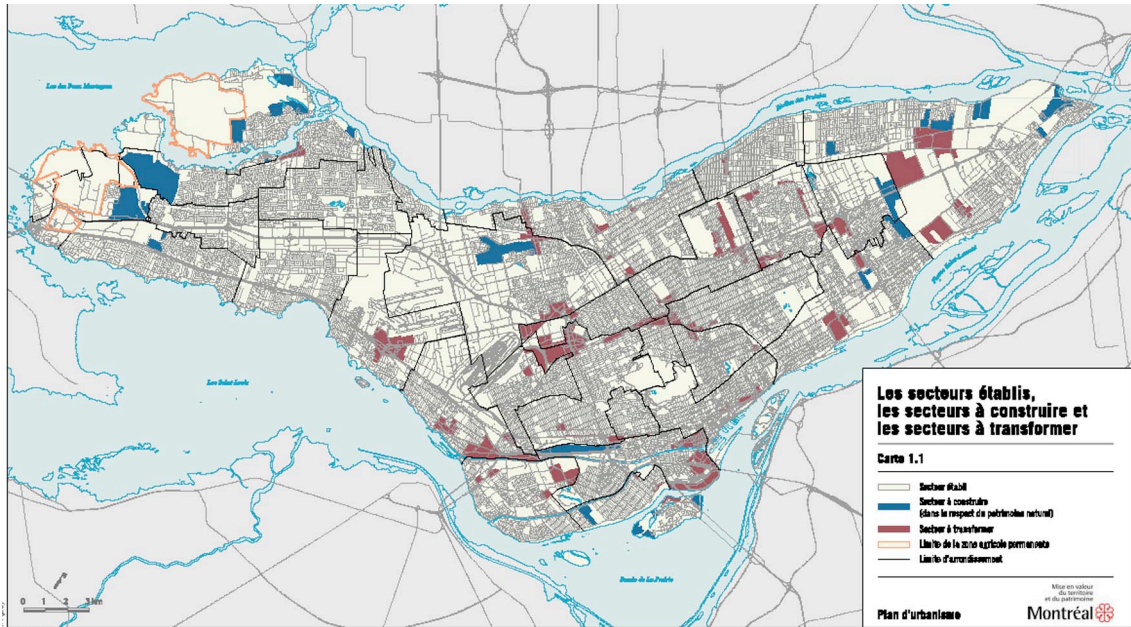 Lac des Deux Montagnes
Rivière des Prairies
Fleuve Saint-Laurent
Lac Saint-Louis
Bassin de La Prairie
Les secteurs établis,
les secteurs à construire et
les secteurs à transformer
Carte 1.1
Secteur établi
Secteur à construire
(dans le respect du patrimoine naturel)
Secteur à transformer
Limite de la zone agricole permanente
Limite d'arrondissement
0 1 2 3 km
Mise en valeur
du territoire
et du patrimoine
Plan d'urbanisme
Montréal